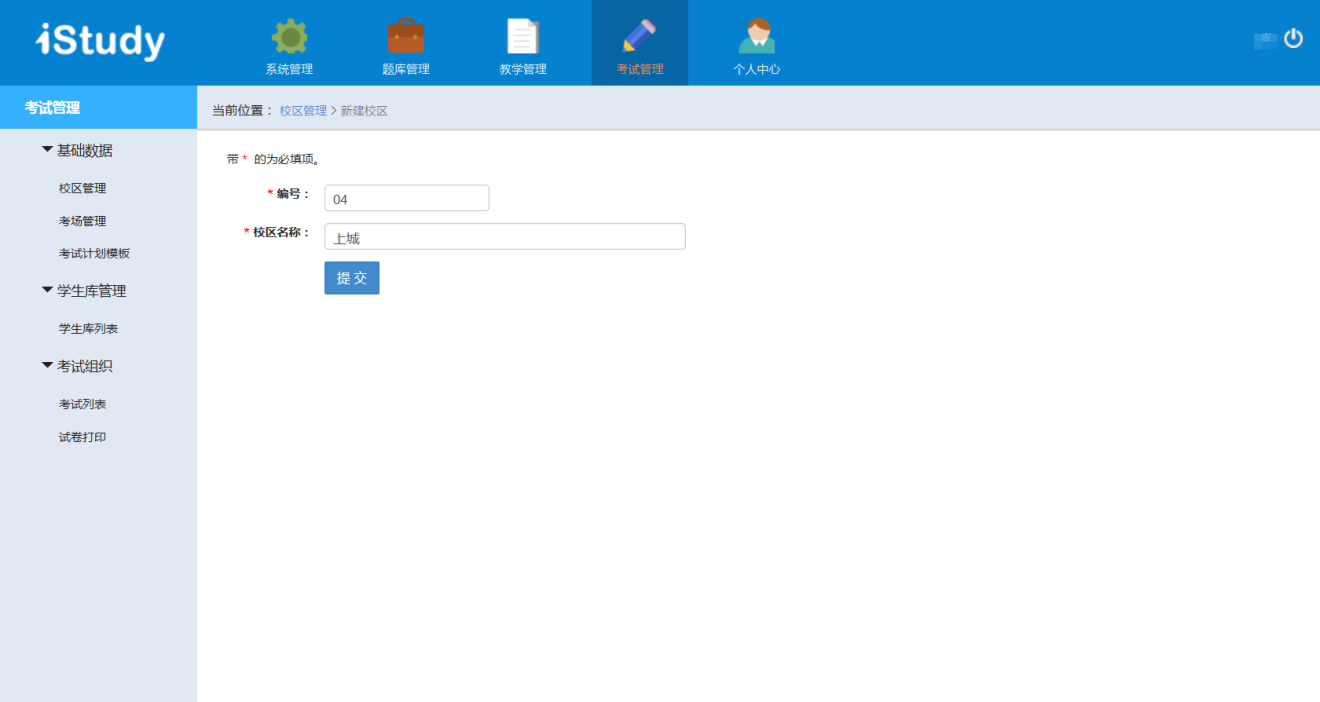 iStudy
系统管理
题库管理
教学管理
考试管理
个人中心
考试管理
当前位置： 校区管理 > 新建校区
基础数据
校区管理
考场管理
考试计划模板
学生库管理
学生库列表
考试组织
考试列表
试卷打印
带 * 的为必填项。
* 编号： 04
* 校区名称： 上城
提交